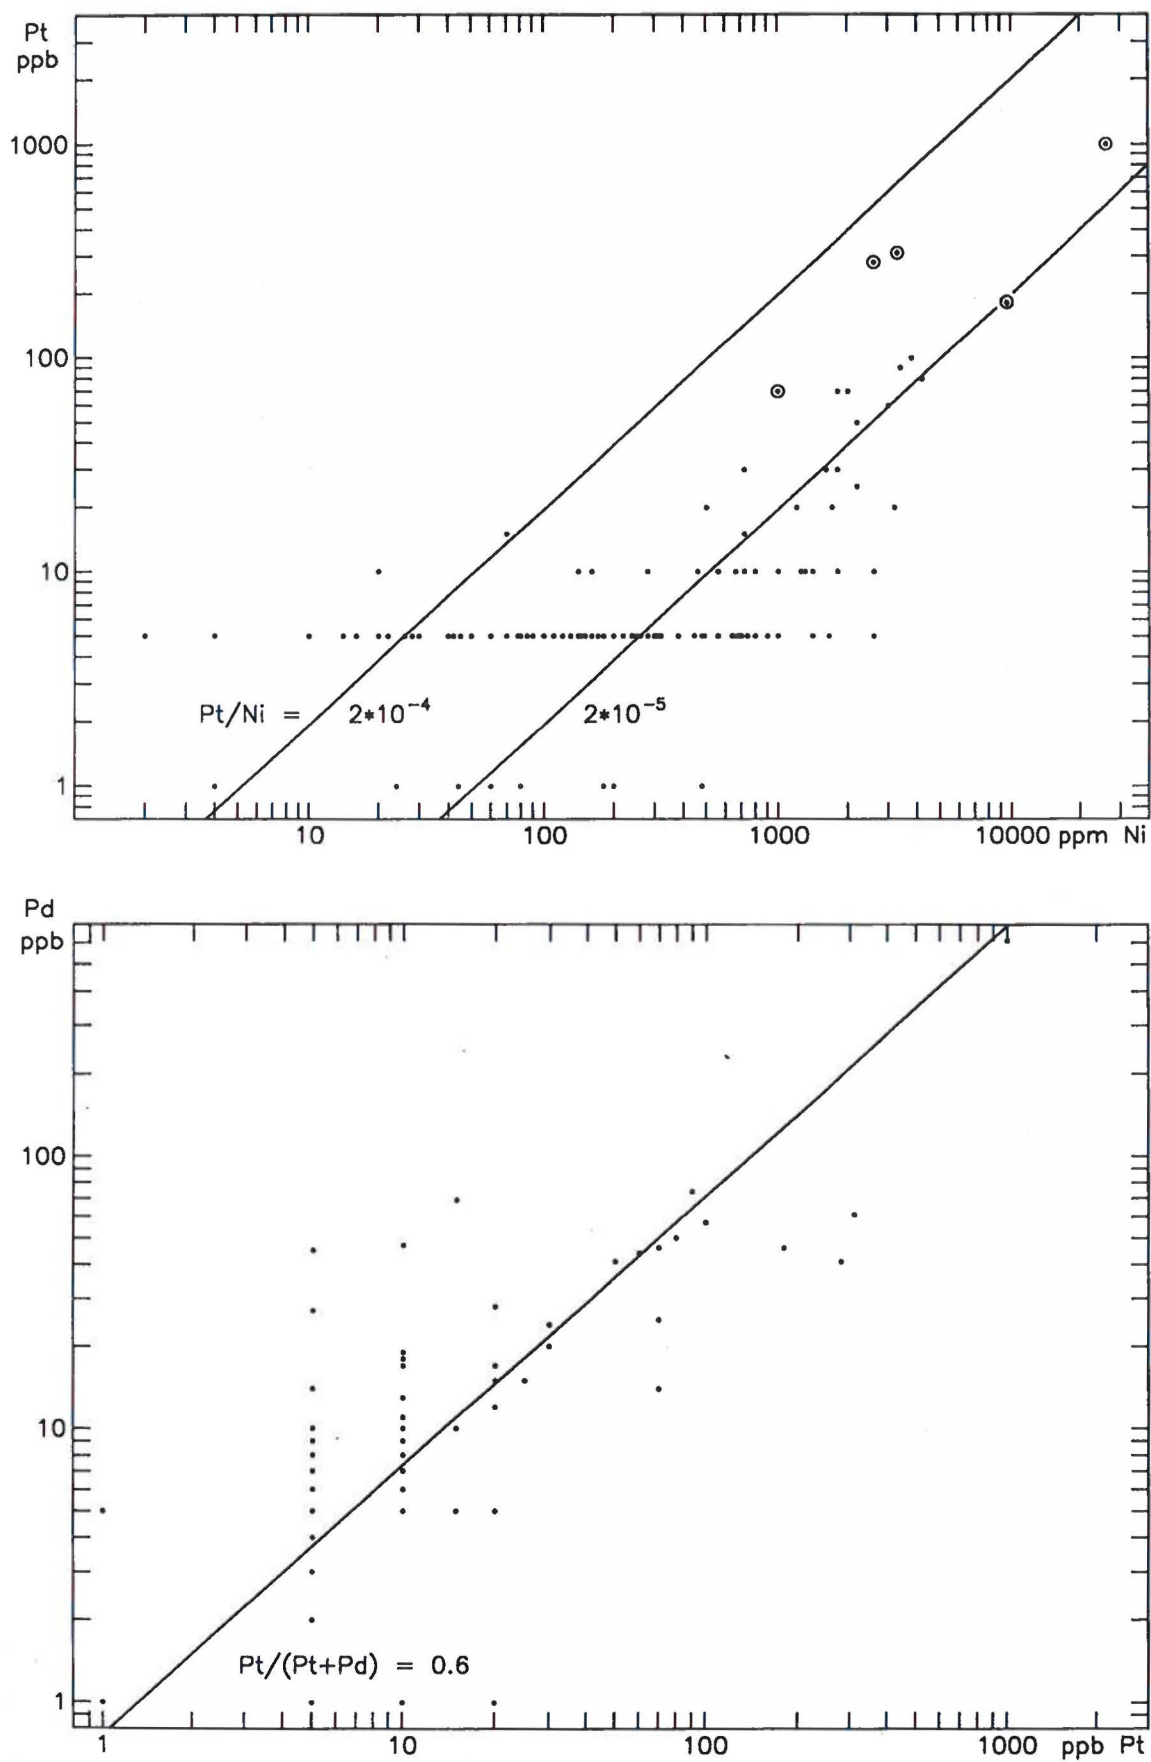 Pt
ppb
1000
100
10
Pt/Ni = 2*10⁻⁴ 2*10⁻⁵
1
10 100 1000 10000 ppm Ni
Pd
ppb
100
10
Pt/(Pt+Pd) = 0.6
1
1 10 100 1000 ppb Pt